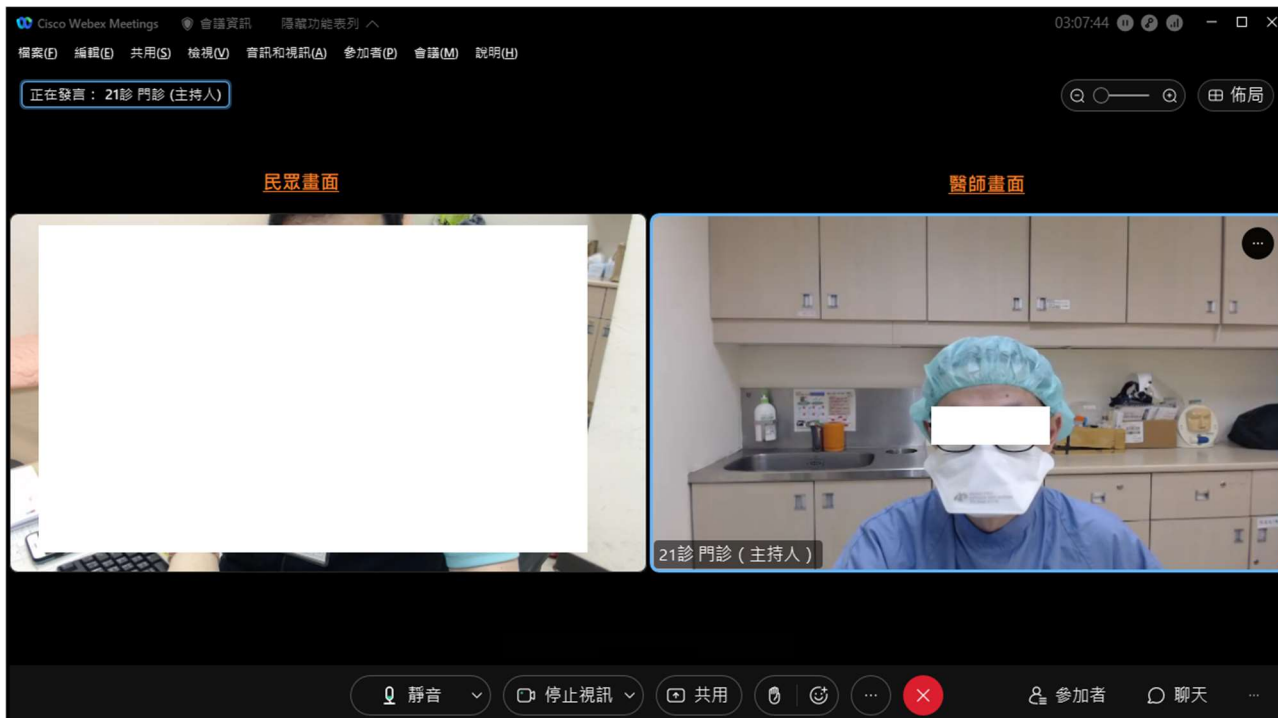 Cisco Webex Meetings 會議資訊 隱藏功能表列 03:07:44
檔案(F) 編輯(E) 共用(S) 檢視(V) 音訊和視訊(A) 參加者(P) 會議(M) 說明(H)
正在發言： 21診 門診 (主持人)
佈局
民眾畫面
醫師畫面
21診 門診 ( 主持人 )
靜音 停止視訊 共用 參加者 聊天